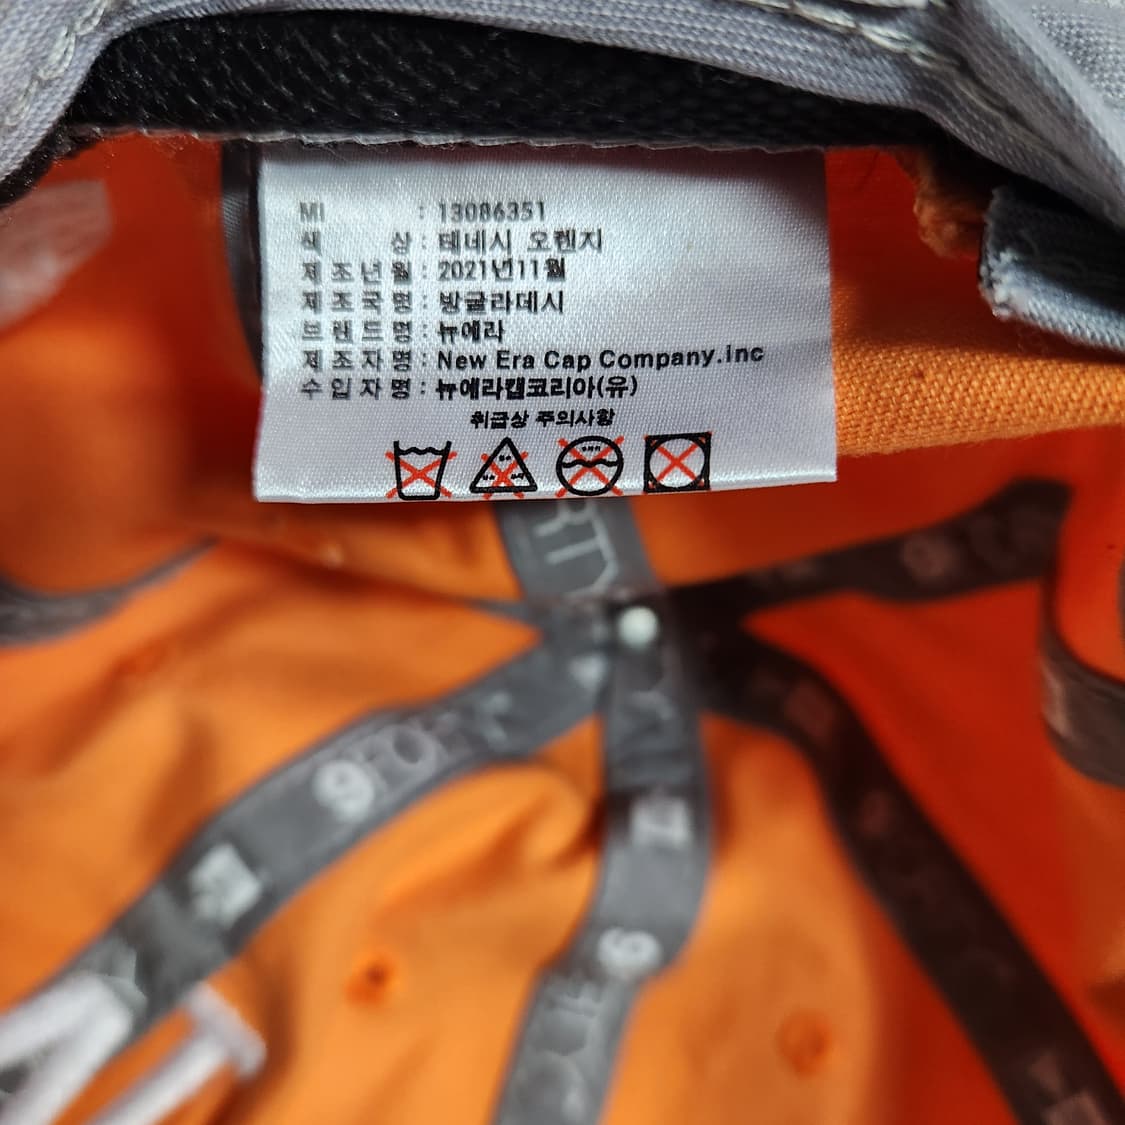 MI : 13086351
색 상 : 테네시 오렌지
제 조 년 월 : 2021년11월
제 조 국 명 : 방글라데시
브 랜 드 명 : 뉴에라
제 조 자 명 : New Era Cap Company.inc
수 입 자 명 : 뉴에라캡코리아(유)
취급상 주의사항
9FORTY